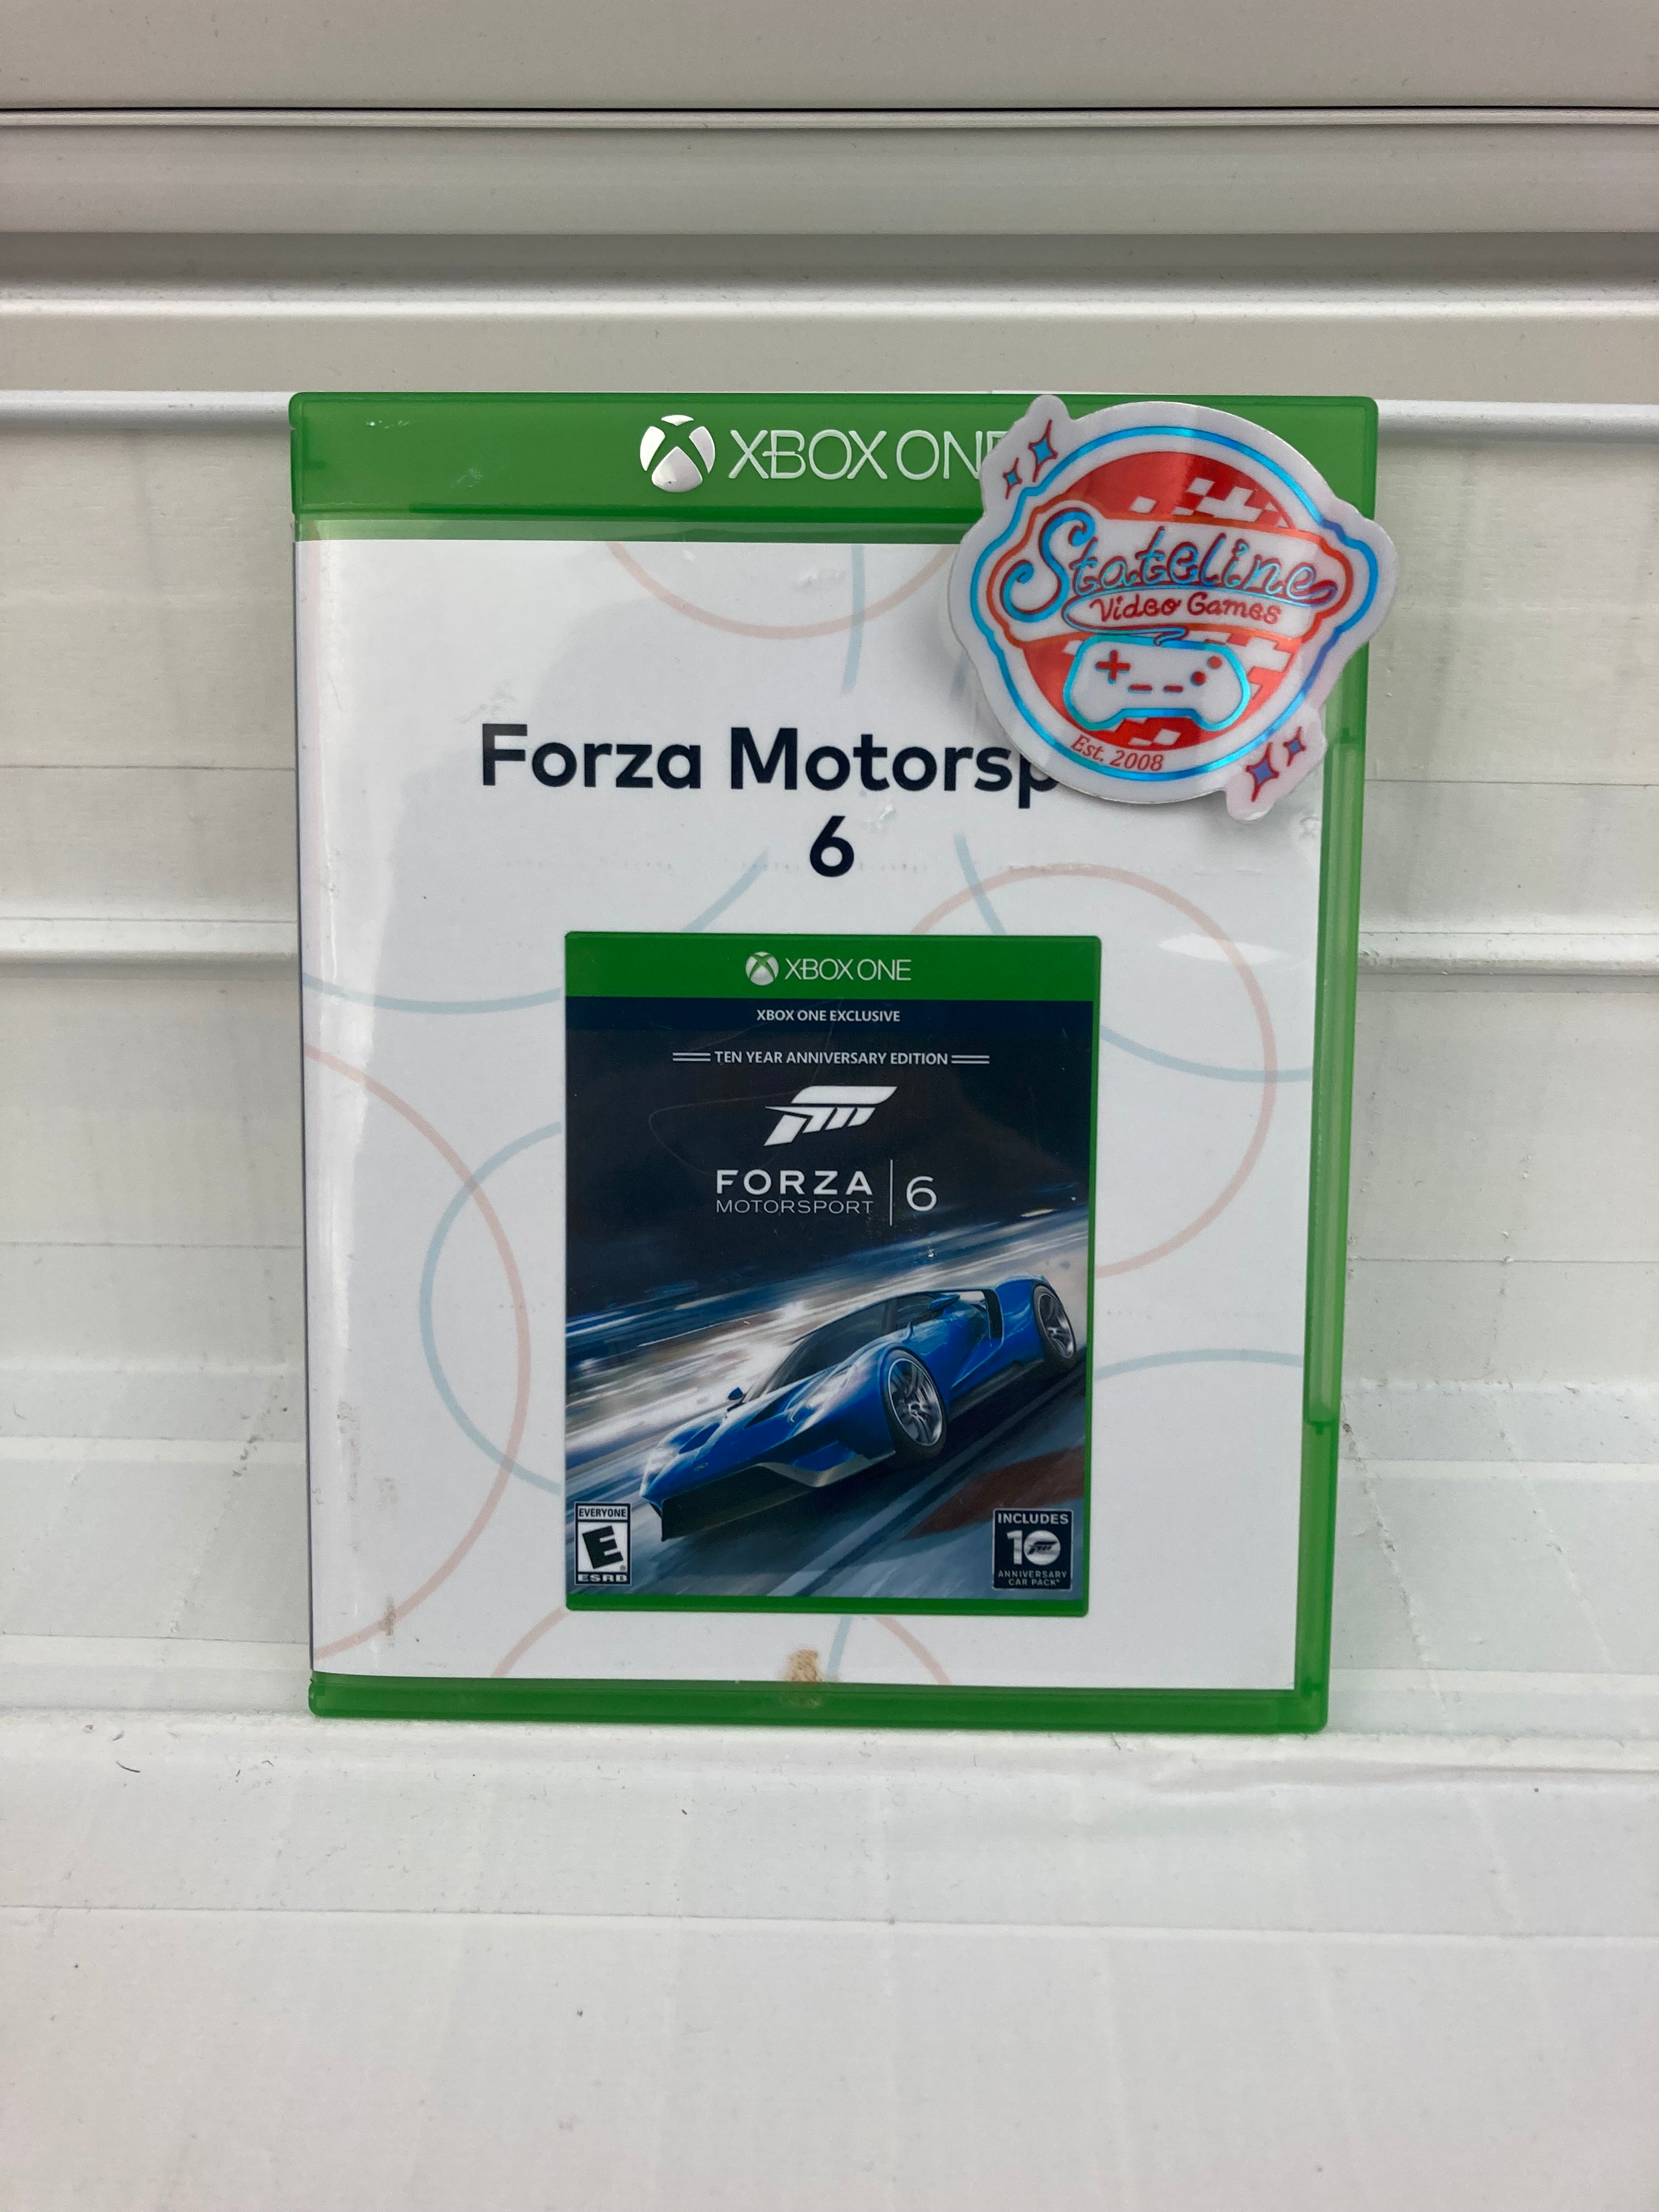 XBOX ON
Stateline
Video Games
Est. 2008
Forza Motorsp
6
XBOX ONE
XBOX ONE EXCLUSIVE
TEN YEAR ANNIVERSARY EDITION
FORZA
MOTORSPORT 6
EVERYONE
E
ESRB
INCLUDES
10
ANNIVERSARY
CAR PACK*